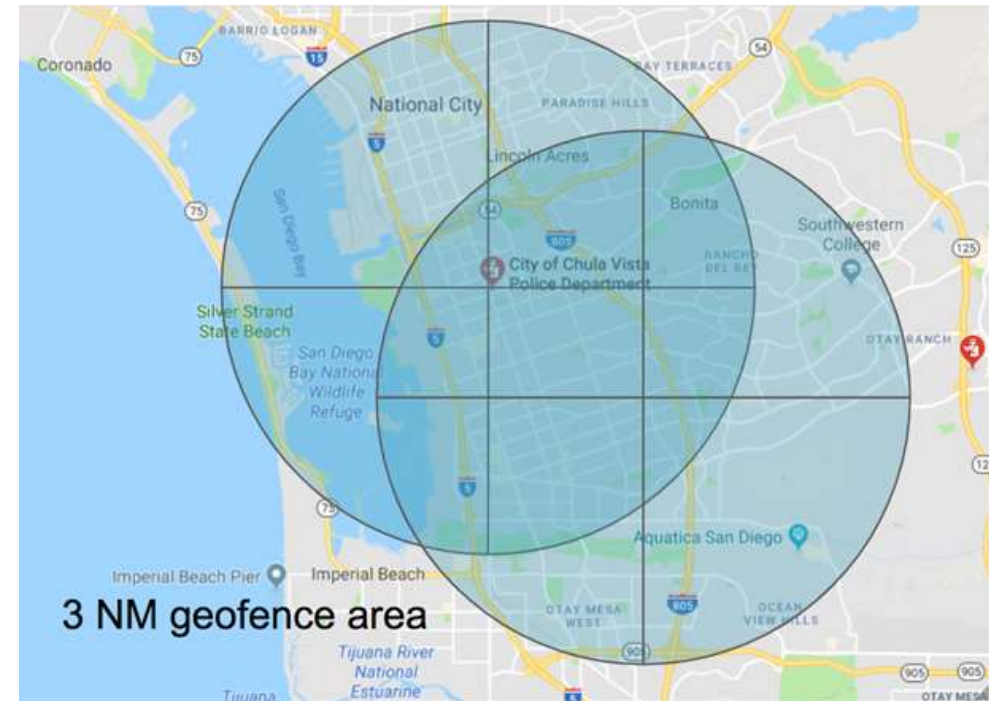 BARRIO LOGAN
75
15
54
Coronado
BAY TERRACES
National City
PARADISE HILLS
5
Lincoln Acres
75
54
Bonita
San Diego Bay
805
Southwestern
College
125
City of Chula Vista
Police Department
RANCHO
DEL REY
Silver Strand
State Beach
5
OTAY RANCH
San Diego
Bay National
Wildlife
Refuge
12
5
75
Aquatica San Diego
Imperial Beach Pier
Imperial Beach
3 NM geofence area
OTAY MESA
WEST
805
OCEAN
VIEW HILLS
Tijuana River
National
Estuarine
905
905
905
5
Tijuana
OTAY MESA